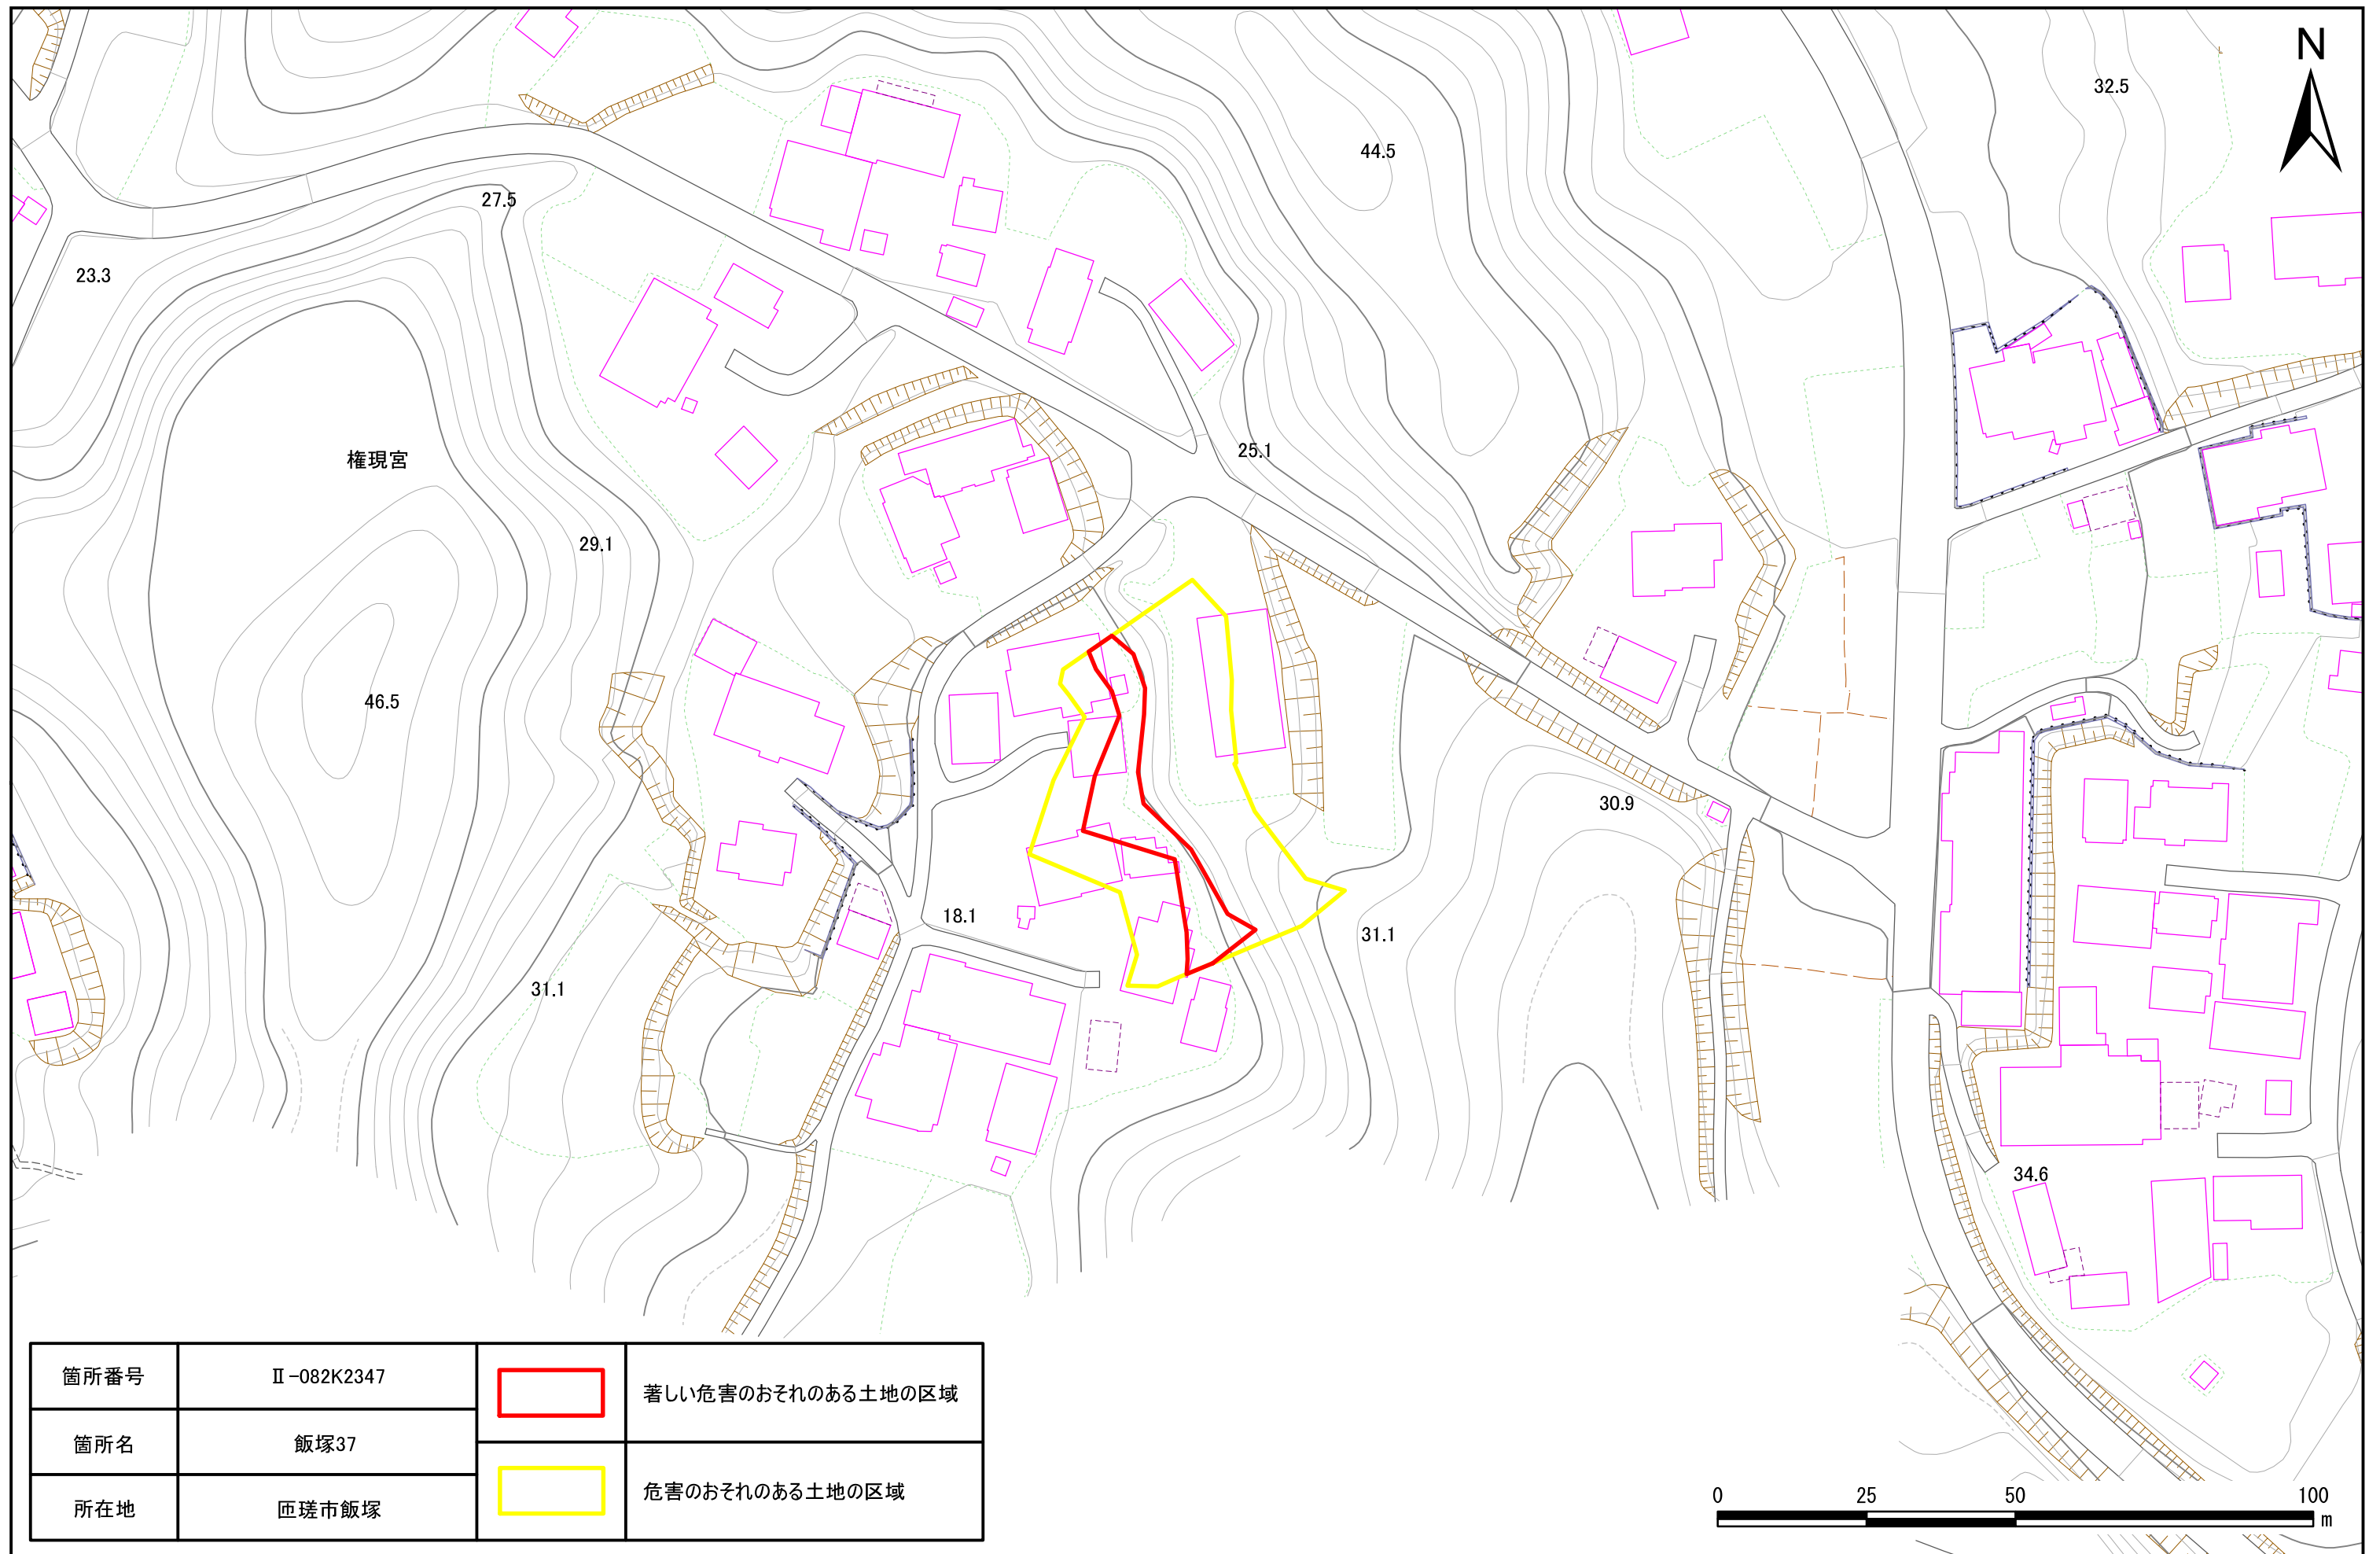 N
32.5
44.5
27.5
23.3
25.1
権現宮
29.1
46.5
30.9
18.1
31.1
31.1
34.6
箇所番号 Ⅱ-082K2347
箇所名 飯塚37
所在地 匝瑳市飯塚
著しい危害のおそれのある土地の区域
危害のおそれのある土地の区域
0 25 50 100
m